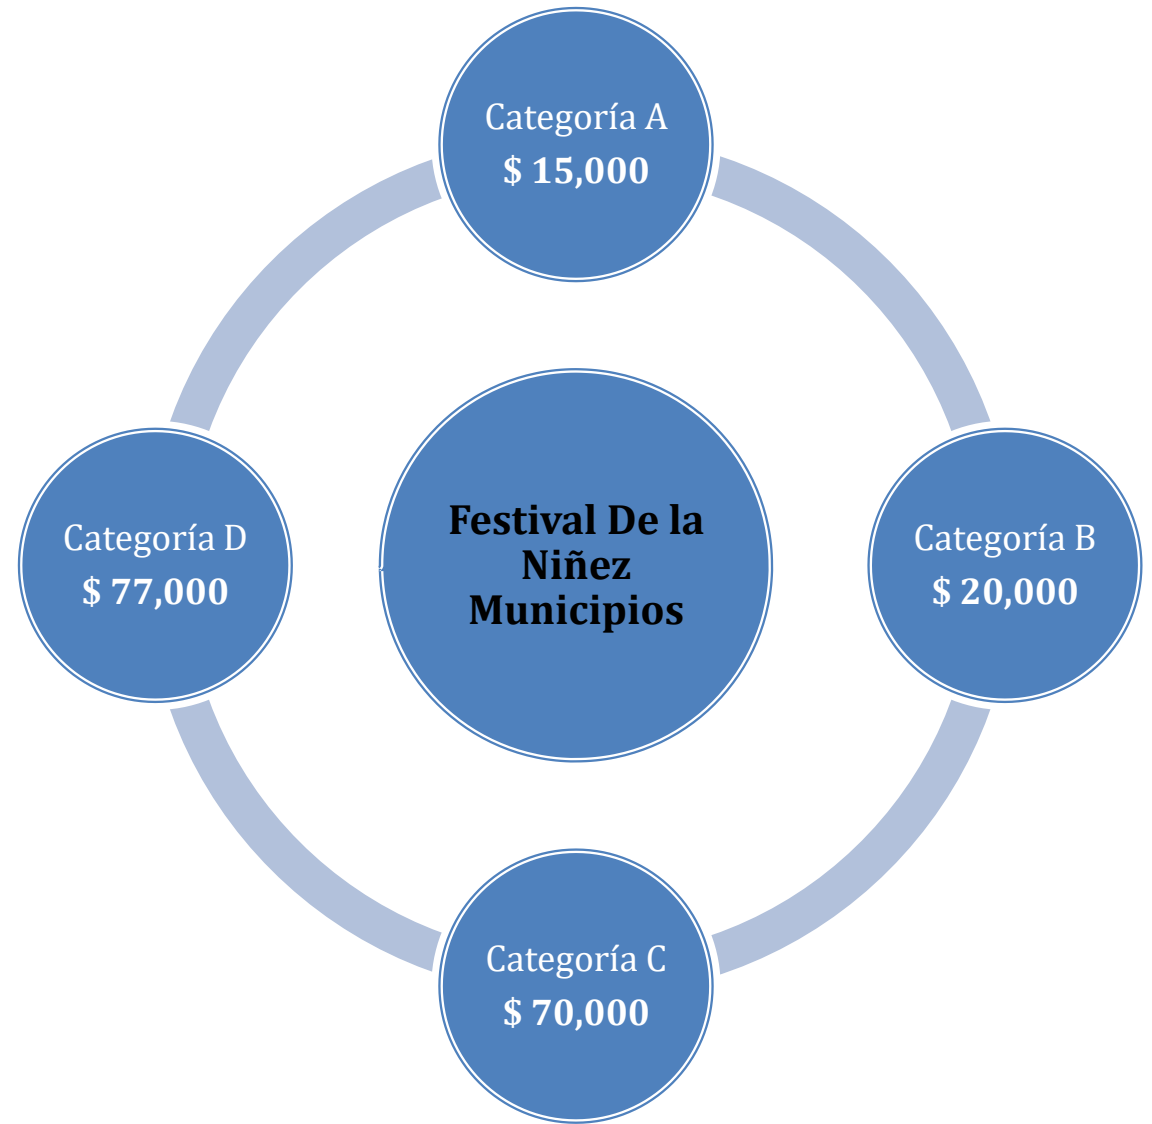 Categoría A
$ 15,000
Festival De la
Niñez
Municipios
Categoría D
$ 77,000
Categoría B
$ 20,000
Categoría C
$ 70,000